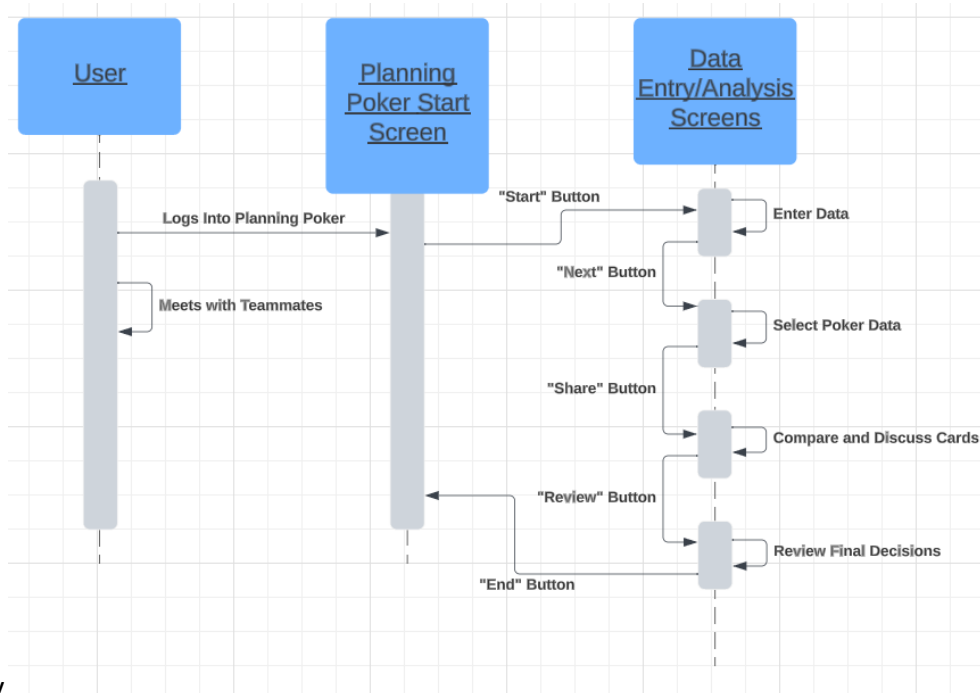 User
Planning
Poker Start
Screen
Data
Entry/Analysis
Screens
"Start" Button
Logs Into Planning Poker
Enter Data
"Next" Button
Meets with Teammates
Select Poker Data
"Share" Button
Compare and Discuss Cards
"Review" Button
Review Final Decisions
"End" Button